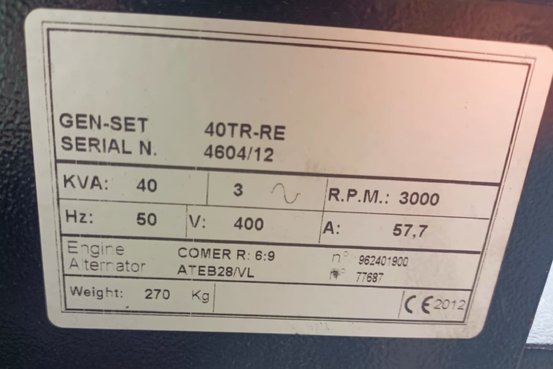 GEN-SET 40TR-RE
SERIAL N. 4604/12
KVA: 40 3 R.P.M.: 3000
Hz: 50 V: 400 A: 57,7
Engine COMER R: 6:9 n° 962401900
Alternator ATEB28/VL n° 77687
Weight: 270 Kg CE 2012